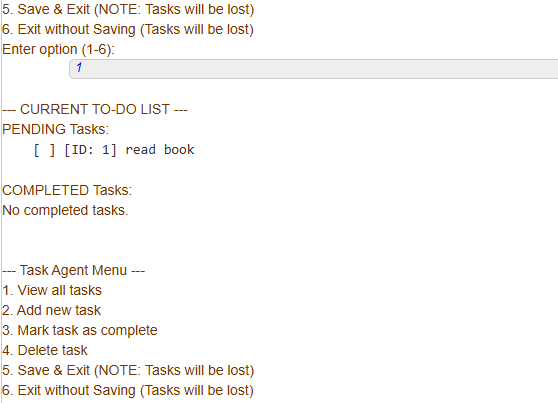 5. Save & Exit (NOTE: Tasks will be lost)
6. Exit without Saving (Tasks will be lost)
Enter option (1-6):
1
--- CURRENT TO-DO LIST ---
PENDING Tasks:
[ ] [ID: 1] read book
COMPLETED Tasks:
No completed tasks.
--- Task Agent Menu ---
1. View all tasks
2. Add new task
3. Mark task as complete
4. Delete task
5. Save & Exit (NOTE: Tasks will be lost)
6. Exit without Saving (Tasks will be lost)